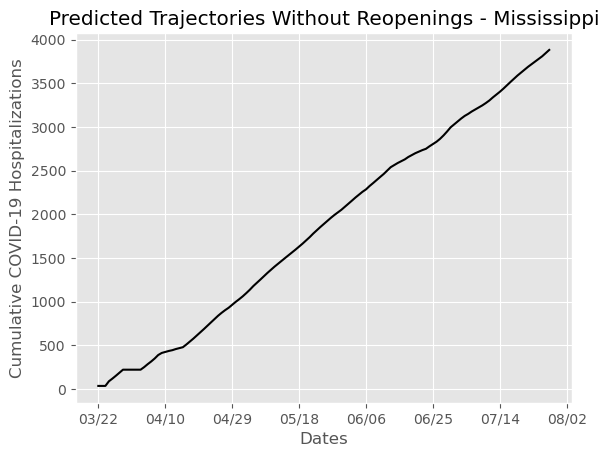 Predicted Trajectories Without Reopenings - Mississippi
Cumulative COVID-19 Hospitalizations
4000
3500
3000
2500
2000
1500
1000
500
0
03/22 04/10 04/29 05/18 06/06 06/25 07/14 08/02
Dates